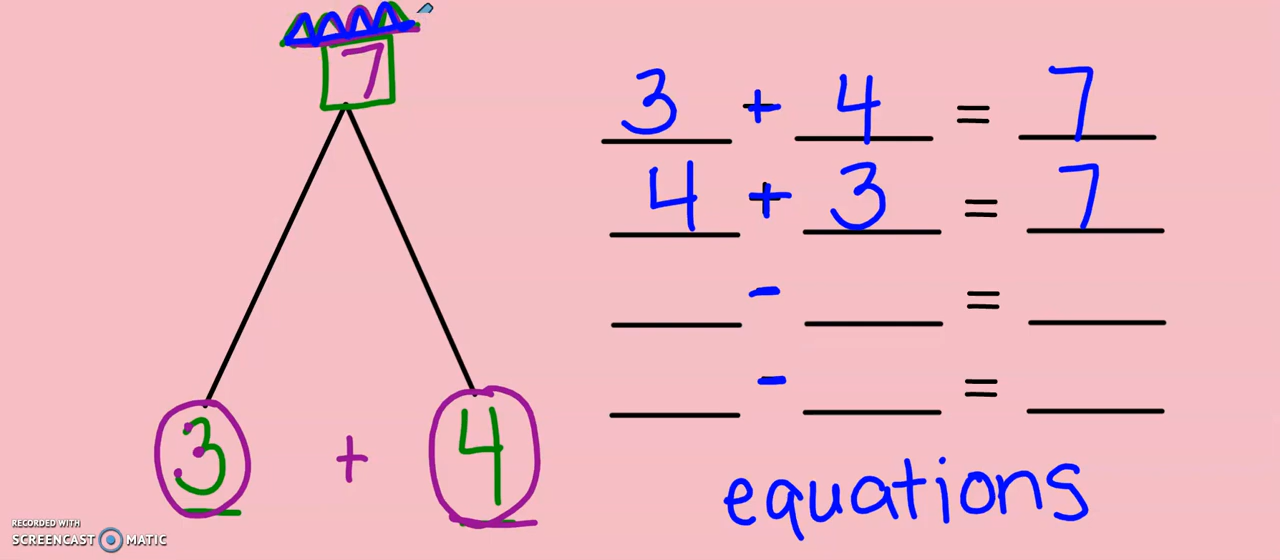 7
3 + 4
3 + 4 = 7
4 + 3 = 7
- =
- =
equations
RECORDED WITH
SCREENCAST MATIC